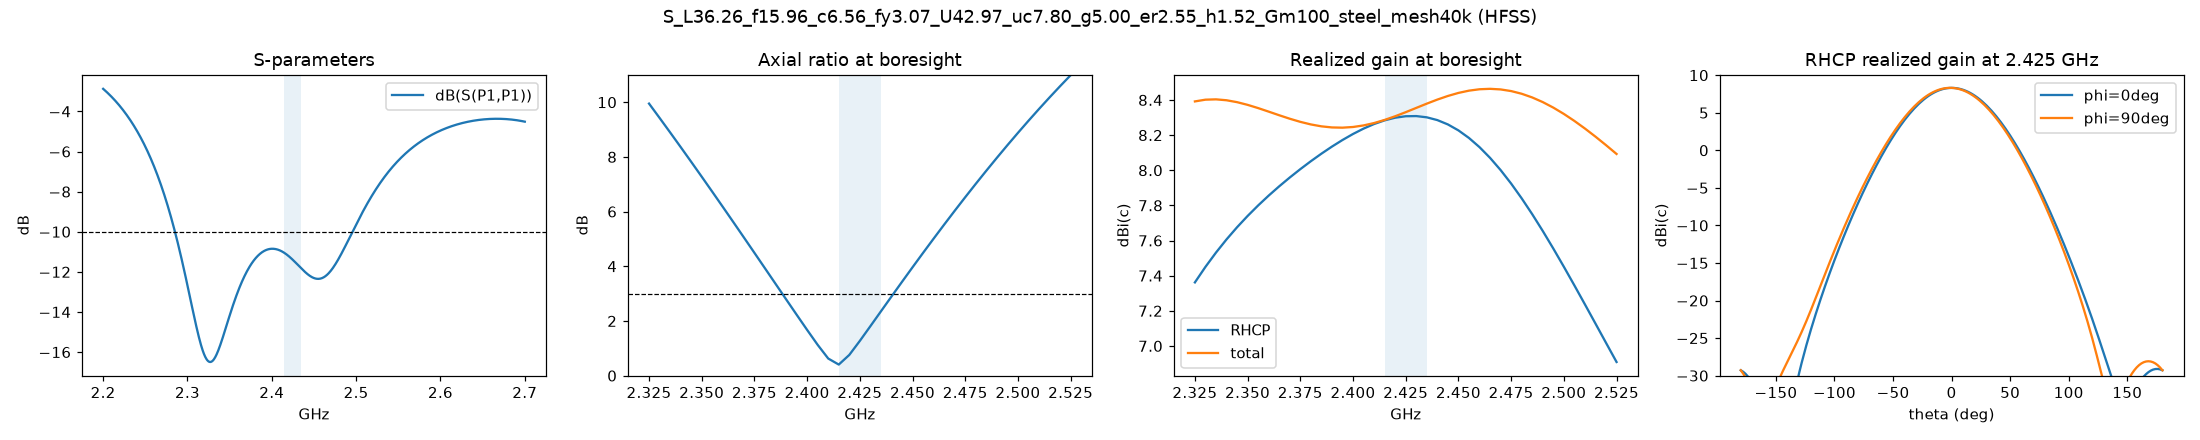 S_L36.26_f15.96_c6.56_fy3.07_U42.97_uc7.80_g5.00_er2.55_h1.52_Gm100_steel_mesh40k (HFSS)
S-parameters
dB(S(P1,P1))
−4
−6
−8
−10
−12
−14
−16
dB
2.2 2.3 2.4 2.5 2.6 2.7
GHz
Axial ratio at boresight
10
8
6
4
2
0
dB
2.325 2.350 2.375 2.400 2.425 2.450 2.475 2.500 2.525
GHz
Realized gain at boresight
8.4
8.2
8.0
7.8
7.6
7.4
7.2
7.0
dBi(c)
RHCP
total
2.325 2.350 2.375 2.400 2.425 2.450 2.475 2.500 2.525
GHz
RHCP realized gain at 2.425 GHz
phi=0deg
phi=90deg
10
5
0
−5
−10
−15
−20
−25
−30
dBi(c)
−150 −100 −50 0 50 100 150
theta (deg)